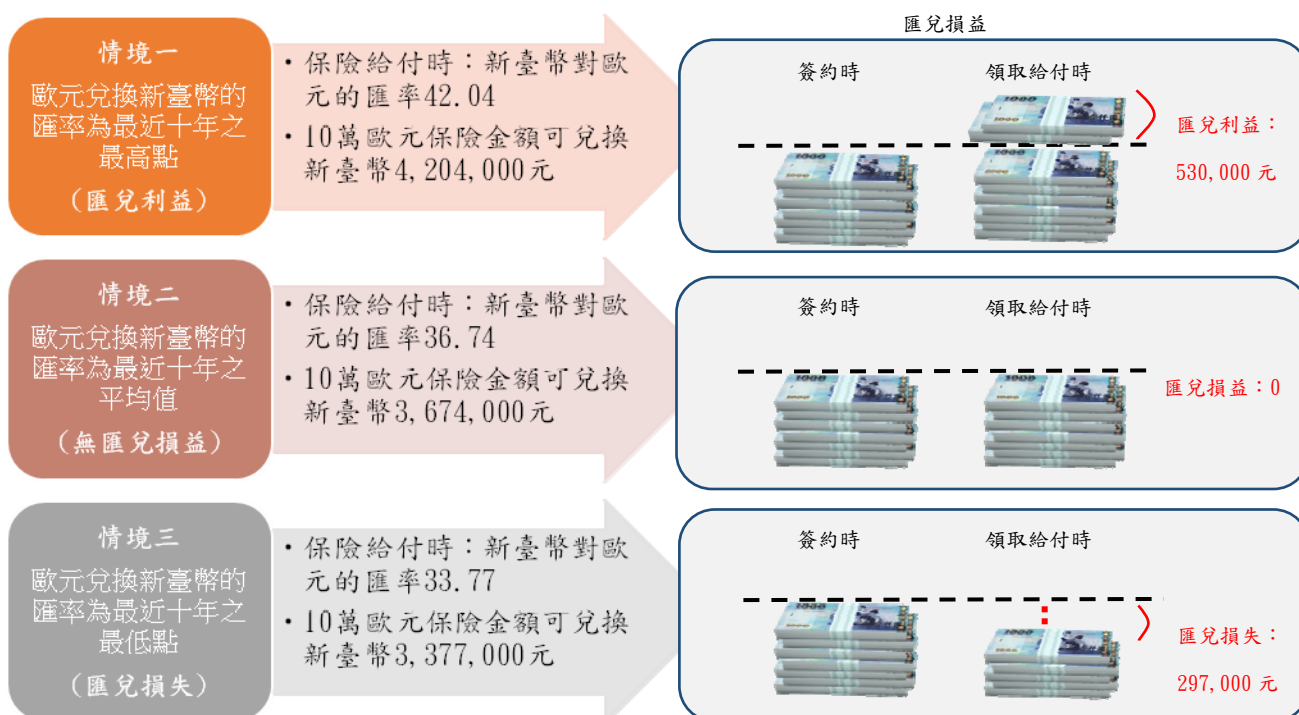 匯兌損益
情境一
歐元兌換新臺幣的
匯率為最近十年之
最高點
(匯兌利益)
・保險給付時：新臺幣對歐
元的匯率42.04
・10萬歐元保險金額可兌換
新臺幣4,204,000元
簽約時
領取給付時
匯兌利益：
530,000 元
情境二
歐元兌換新臺幣的
匯率為最近十年之
平均值
(無匯兌損益)
・保險給付時：新臺幣對歐
元的匯率36.74
・10萬歐元保險金額可兌換
新臺幣3,674,000元
簽約時
領取給付時
匯兌損益：0
情境三
歐元兌換新臺幣的
匯率為最近十年之
最低點
(匯兌損失)
・保險給付時：新臺幣對歐
元的匯率33.77
・10萬歐元保險金額可兌換
新臺幣3,377,000元
簽約時
領取給付時
匯兌損失：
297,000 元